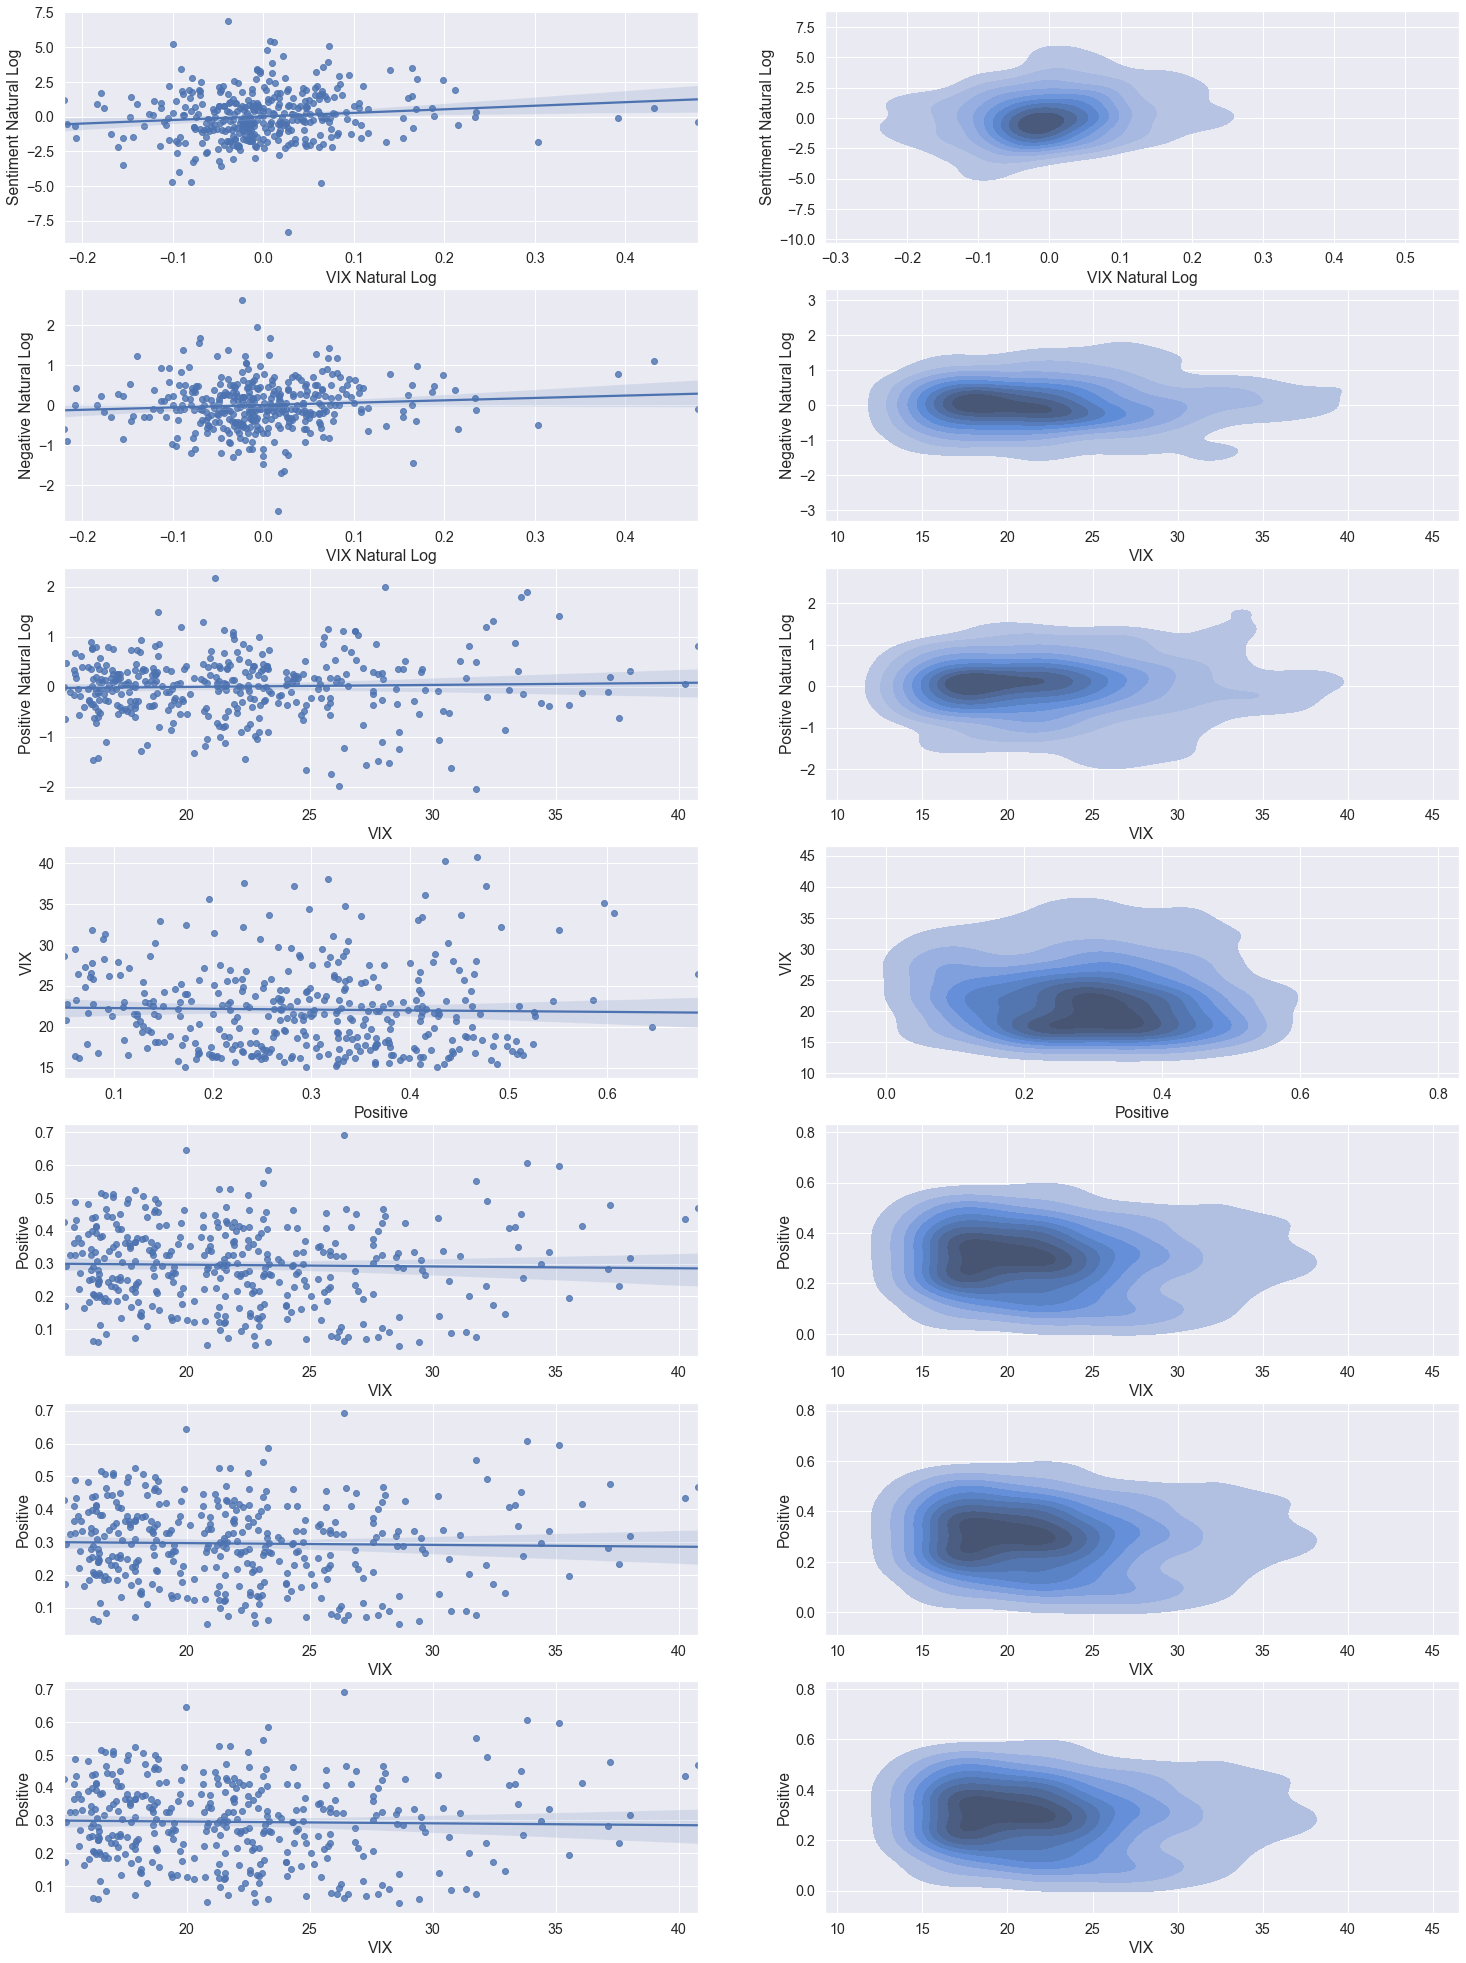 7.5 7.5
5.0 5.0
2.5 2.5
0.0 0.0
−2.5 −2.5
−5.0 −5.0
−7.5 −7.5
−10.0
Sentiment Natural Log Sentiment Natural Log
−0.2 −0.1 0.0 0.1 0.2 0.3 0.4 −0.3 −0.2 −0.1 0.0 0.1 0.2 0.3 0.4 0.5
VIX Natural Log VIX Natural Log
3
2 2
1 1
0 0
−1 −1
−2 −2
−3
Negative Natural Log Negative Natural Log
−0.2 −0.1 0.0 0.1 0.2 0.3 0.4 10 15 20 25 30 35 40 45
VIX Natural Log VIX
2 2
1 1
0 0
−1 −1
−2 −2
Positive Natural Log Positive Natural Log
20 25 30 35 40 10 15 20 25 30 35 40 45
VIX VIX
45
40 40
35 35
30 30
25 25
20 20
15 15
10
VIX VIX
0.1 0.2 0.3 0.4 0.5 0.6 0.0 0.2 0.4 0.6 0.8
Positive Positive
0.7 0.8
0.6 0.6
0.5 0.4
0.4 0.2
0.3 0.0
0.2
0.1
Positive Positive
20 25 30 35 40 10 15 20 25 30 35 40 45
VIX VIX
0.7 0.8
0.6 0.6
0.5 0.4
0.4 0.2
0.3 0.0
0.2
0.1
Positive Positive
20 25 30 35 40 10 15 20 25 30 35 40 45
VIX VIX
0.7 0.8
0.6 0.6
0.5 0.4
0.4 0.2
0.3 0.0
0.2
0.1
Positive Positive
20 25 30 35 40 10 15 20 25 30 35 40 45
VIX VIX